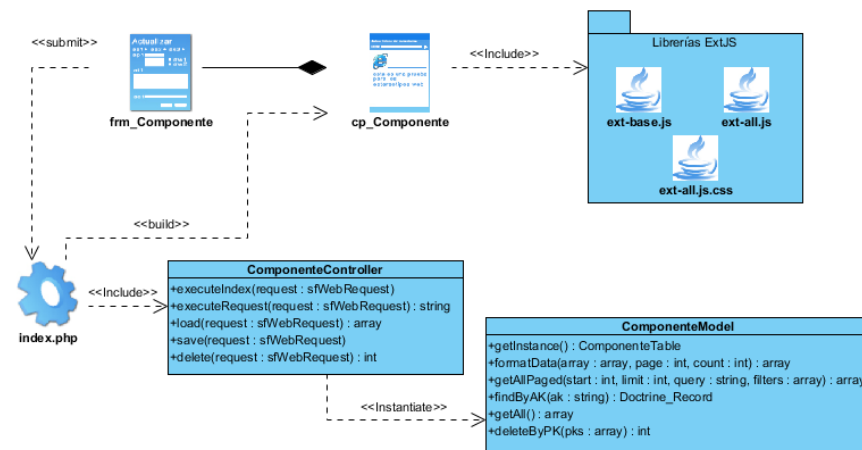 <<submit>>
Actualizar
frm_Componente
cp_Componente
<<Include>>
Librerías ExtJS
ext-base.js
ext-all.js
ext-all.js.css
<<build>>
index.php
<<Include>>
ComponenteController
+executeIndex(request : sfWebRequest)
+executeRequest(request : sfWebRequest) : string
+load(request : sfWebRequest) : array
+save(request : sfWebRequest)
+delete(request : sfWebRequest) : int
<<Instantiate>>
ComponenteModel
+getInstance() : ComponenteTable
+formatData(array : array, page : int, count : int) : array
+getAllPaged(start : int, limit : int, query : string, filters : array) : array
+findByAK(ak : string) : Doctrine_Record
+getAll() : array
+deleteByPK(pks : array) : int